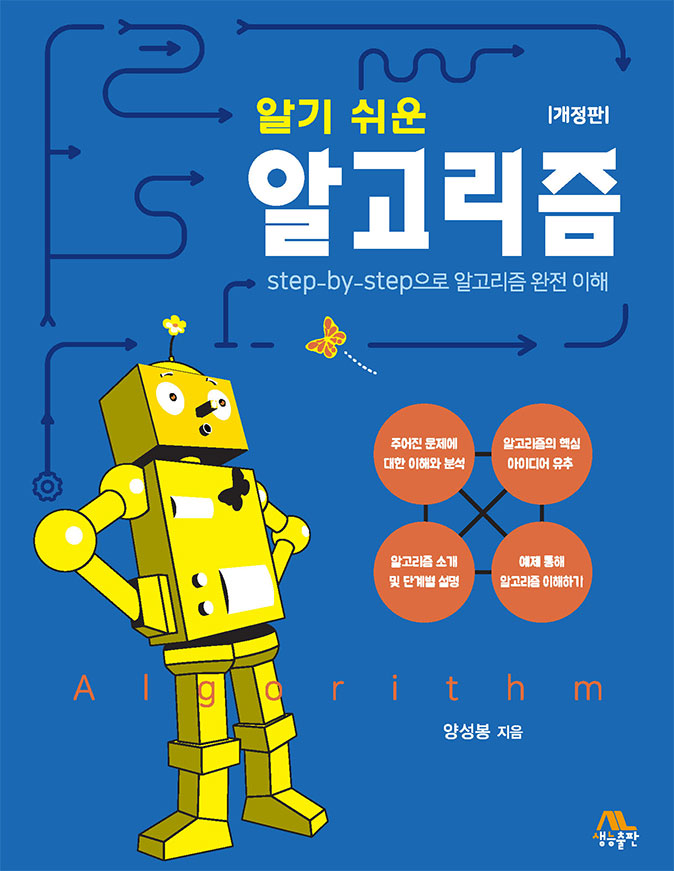 알기 쉬운
|개정판|
알고리즘
step-by-step으로 알고리즘 완전 이해
주어진 문제에
대한 이해와 분석
알고리즘의 핵심
아이디어 유추
알고리즘 소개
및 단계별 설명
예제 통해
알고리즘 이해하기
Algorithm
양성봉 지음
생능출판